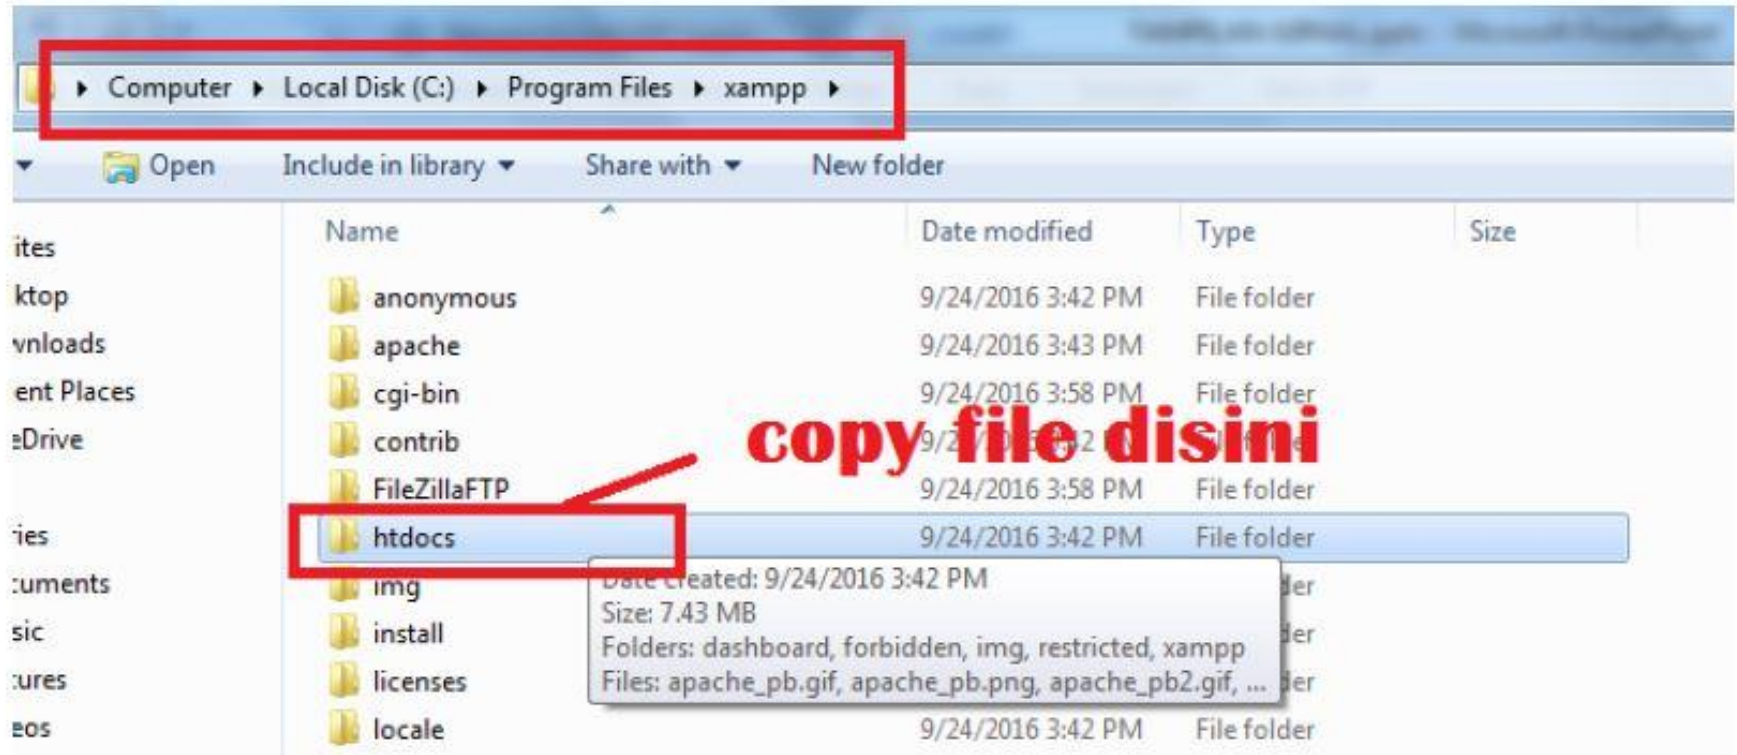 Computer Local Disk (C:) Program Files xampp
Open Include in library Share with New folder
Name Date modified Type Size
ites
ktop
vnloads
ent Places
eDrive
ries
cuments
sic
tures
eos
anonymous 9/24/2016 3:42 PM File folder
apache 9/24/2016 3:43 PM File folder
cgi-bin 9/24/2016 3:58 PM File folder
copy file disini
contrib
FileZillaFTP 9/24/2016 3:58 PM File folder
htdocs 9/24/2016 3:42 PM File folder
Date created: 9/24/2016 3:42 PM
Size: 7.43 MB
Folders: dashboard, forbidden, img, restricted, xampp
Files: apache_pb.gif, apache_pb.png, apache_pb2.gif, ...
img der
install der
licenses der
locale 9/24/2016 3:42 PM File folder